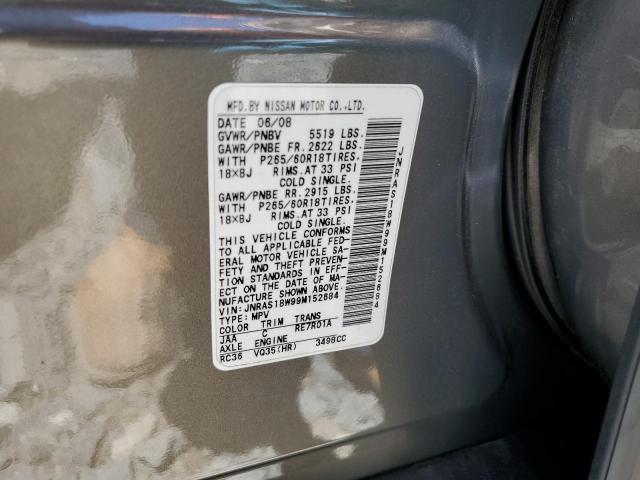 MFD.BY NISSAN MOTOR CO.,LTD.
DATE 06/08
GVWR/PNBV 5519 LBS.
GAWR/PNBE FR.2622 LBS.
WITH P265/60R18TIRES,
18×8J RIMS.AT 33 PSI
COLD SINGLE.
GAWR/PNBE RR.2915 LBS.
WITH P265/60R18TIRES,
18×8J RIMS.AT 33 PSI
COLD SINGLE.
THIS VEHICLE CONFORMS
TO ALL APPLICABLE FED-
ERAL MOTOR VEHICLE SA-
FETY AND THEFT PREVEN-
TION STANDARDS IN EFF-
ECT ON THE DATE OF MA-
NUFACTURE SHOWN ABOVE.
VIN:JNRAS18W99M152684
TYPE:MPV
COLOR TRIM TRANS
JAA C RE7R01A
AXLE ENGINE
RC36 VQ35(HR) 3498CC
JNRAS18W99M152684